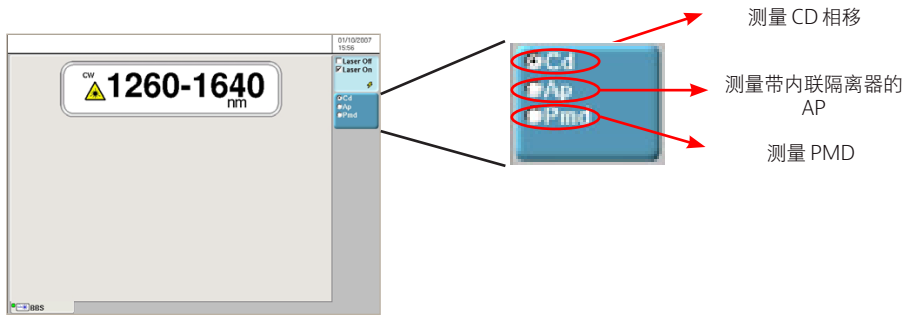 01/10/2007
15:56
Laser Off
Laser On
CW
1260-1640
nm
Cd
Ap
Pmd
BBS
Cd
Ap
Pmd
测量 CD 相移
测量带内联隔离器的
AP
测量 PMD